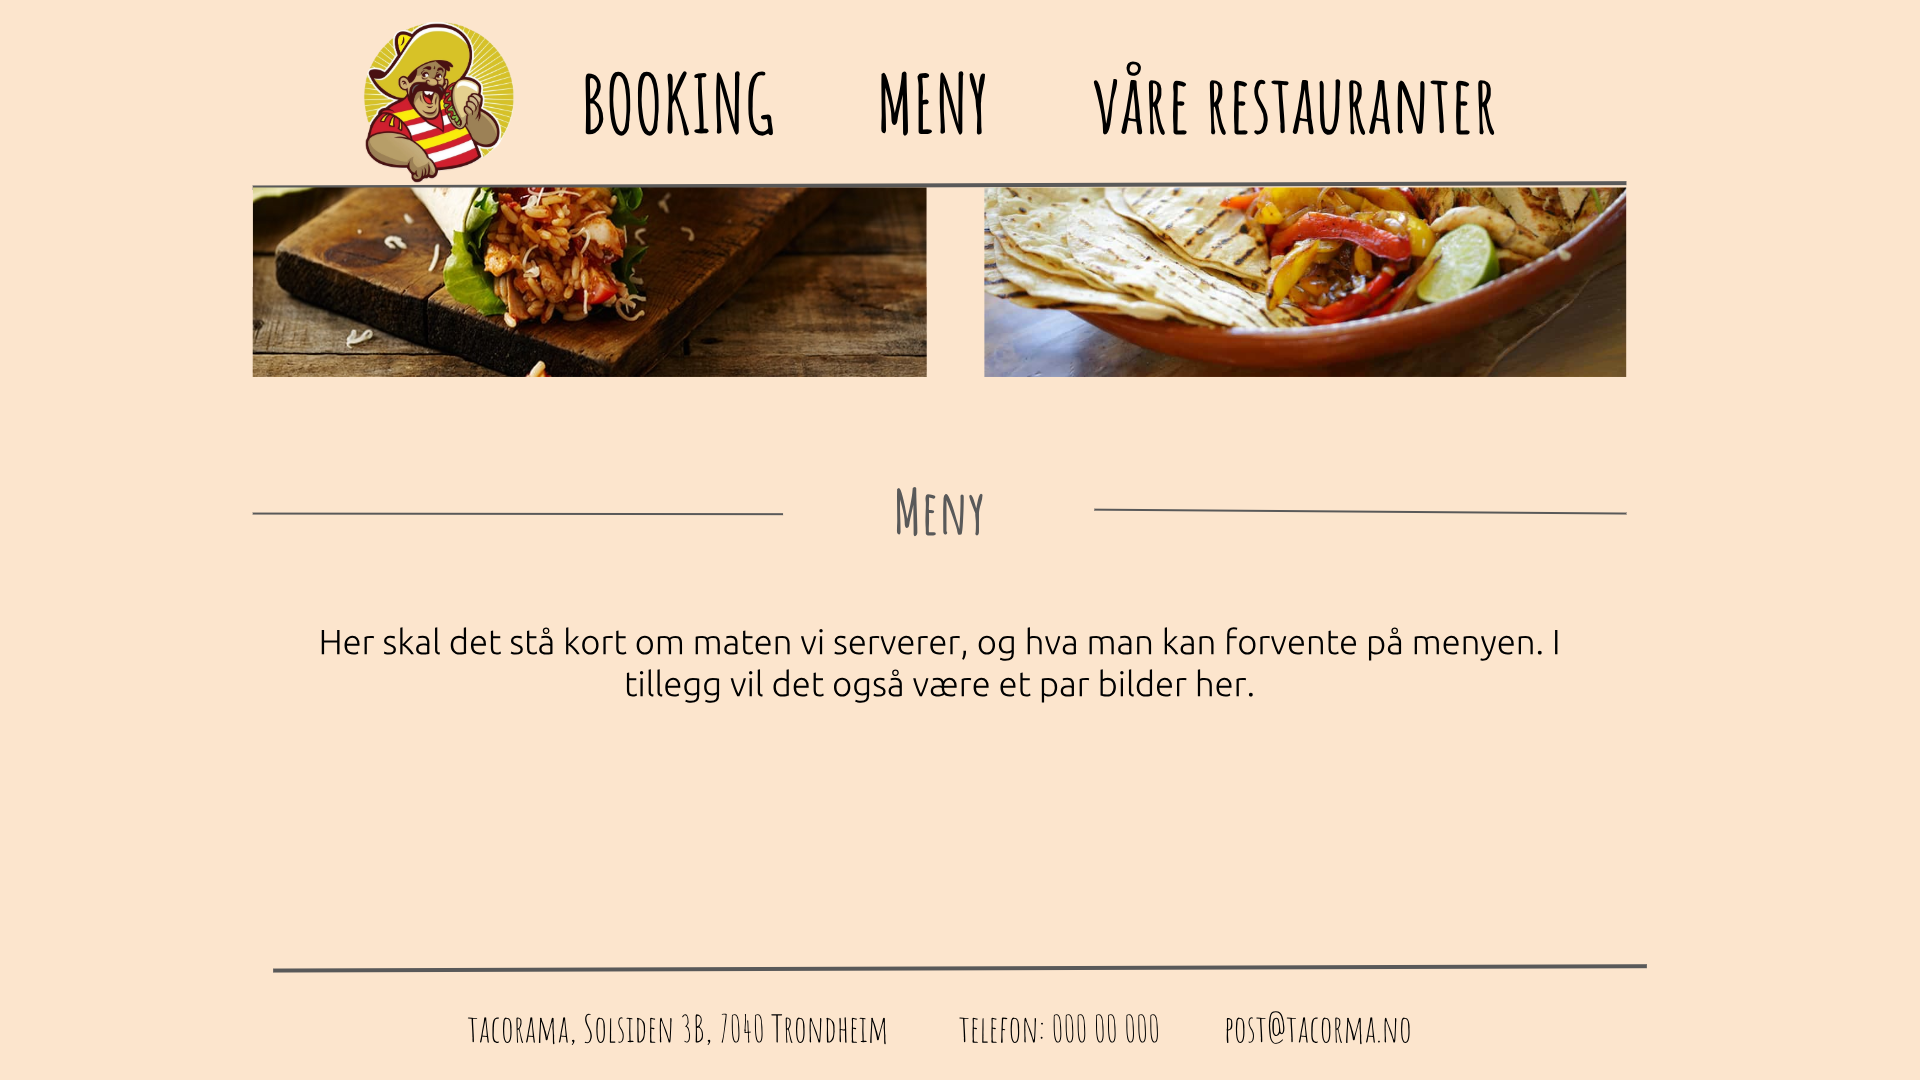 BOOKING MENY VÅRE RESTAURANTER
Meny
Her skal det stå kort om maten vi serverer, og hva man kan forvente på menyen. I
tillegg vil det også være et par bilder her.
TACORAMA, Solsiden 3B, 7040 Trondheim TELEFON: 000 00 000 POST@TACORMA.NO